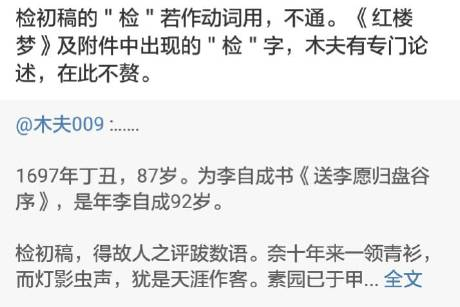 检初稿的＂检＂若作动词用，不通。《红楼
梦》及附件中出现的＂检＂字，木夫有专门论
述，在此不赘。
@木夫009 :......
1697年丁丑，87岁。为李自成书《送李愿归盘谷
序》，是年李自成92岁。
检初稿，得故人之评跋数语。奈十年来一领青衫，
而灯影虫声，犹是天涯作客。素园已于甲... 全文